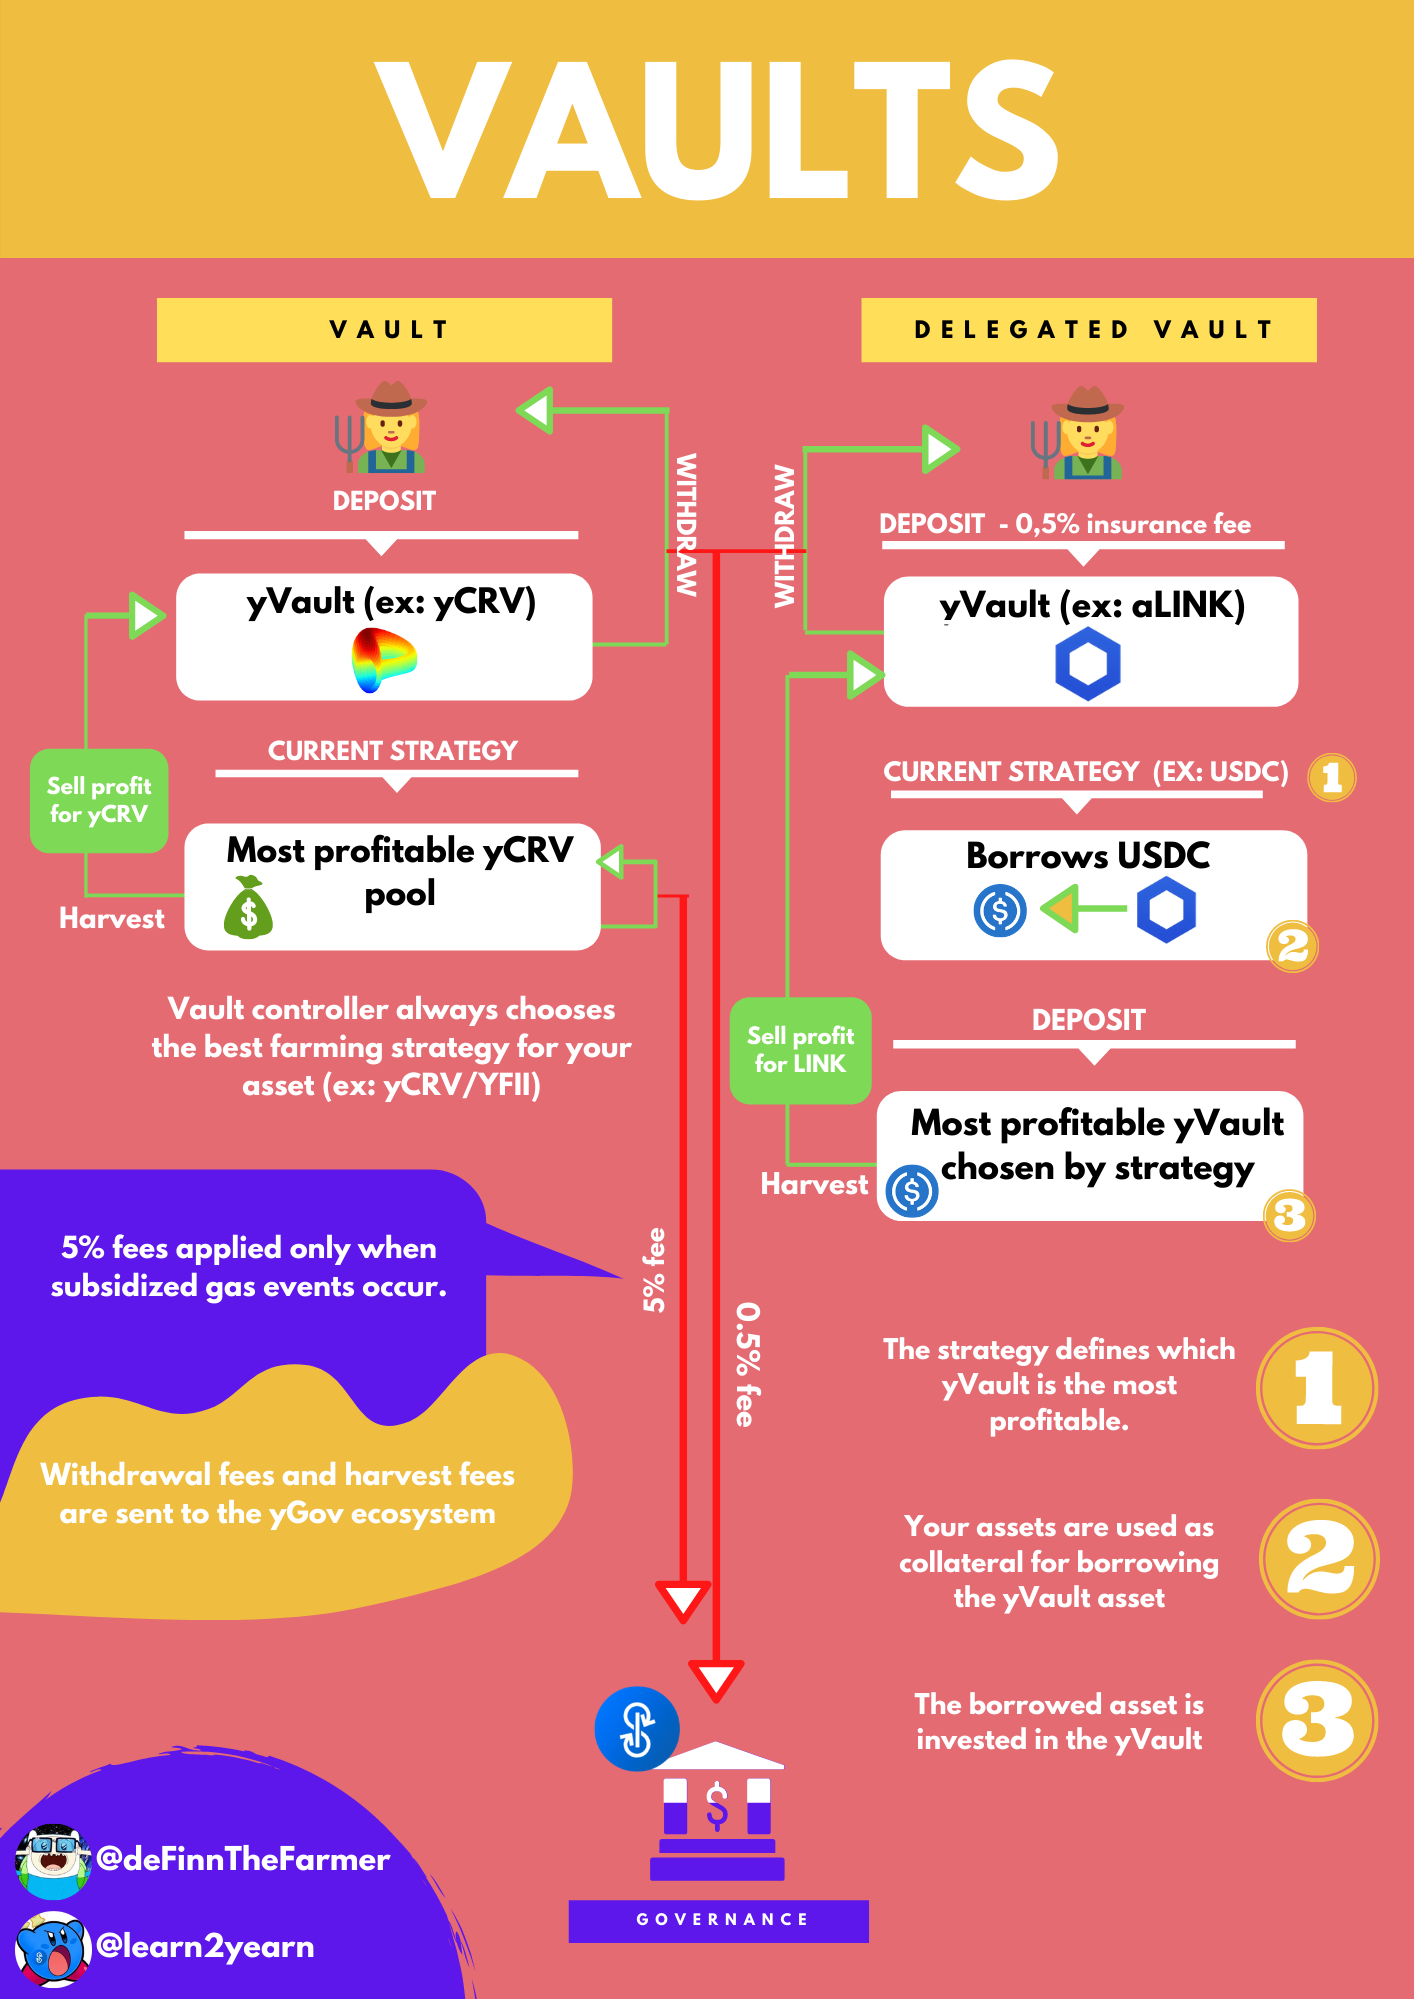 VAULTS
VAULT
DEPOSIT
yVault (ex: yCRV)
WITHDRAW
CURRENT STRATEGY
Sell profit
for yCRV
Most profitable yCRV
pool
Harvest
Vault controller always chooses
the best farming strategy for your
asset (ex: yCRV/YFII)
DELEGATED VAULT
WITHDRAW
DEPOSIT - 0,5% insurance fee
yVault (ex: aLINK)
CURRENT STRATEGY (EX: USDC)
1
Borrows USDC
$
2
DEPOSIT
Sell profit
for LINK
Most profitable yVault
chosen by strategy
$
3
Harvest
5% fees applied only when
subsidized gas events occur.
5% fee
0.5% fee
Withdrawal fees and harvest fees
are sent to the yGov ecosystem
The strategy defines which
yVault is the most
profitable.
1
Your assets are used as
collateral for borrowing
the yVault asset
2
The borrowed asset is
invested in the yVault
3
$
GOVERNANCE
@deFinnTheFarmer
@learn2yearn